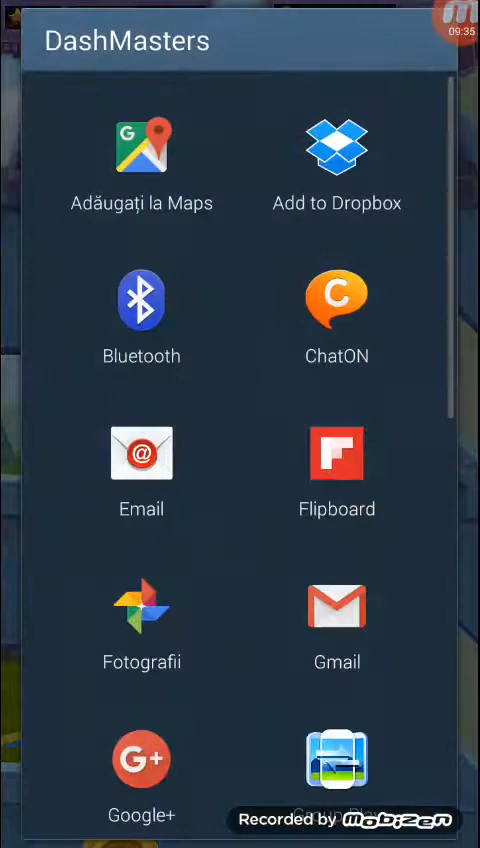 09:35
DashMasters
Adăugați la Maps
Add to Dropbox
Bluetooth
ChatON
Email
Flipboard
Fotografii
Gmail
Google+
Recorded by mobizen